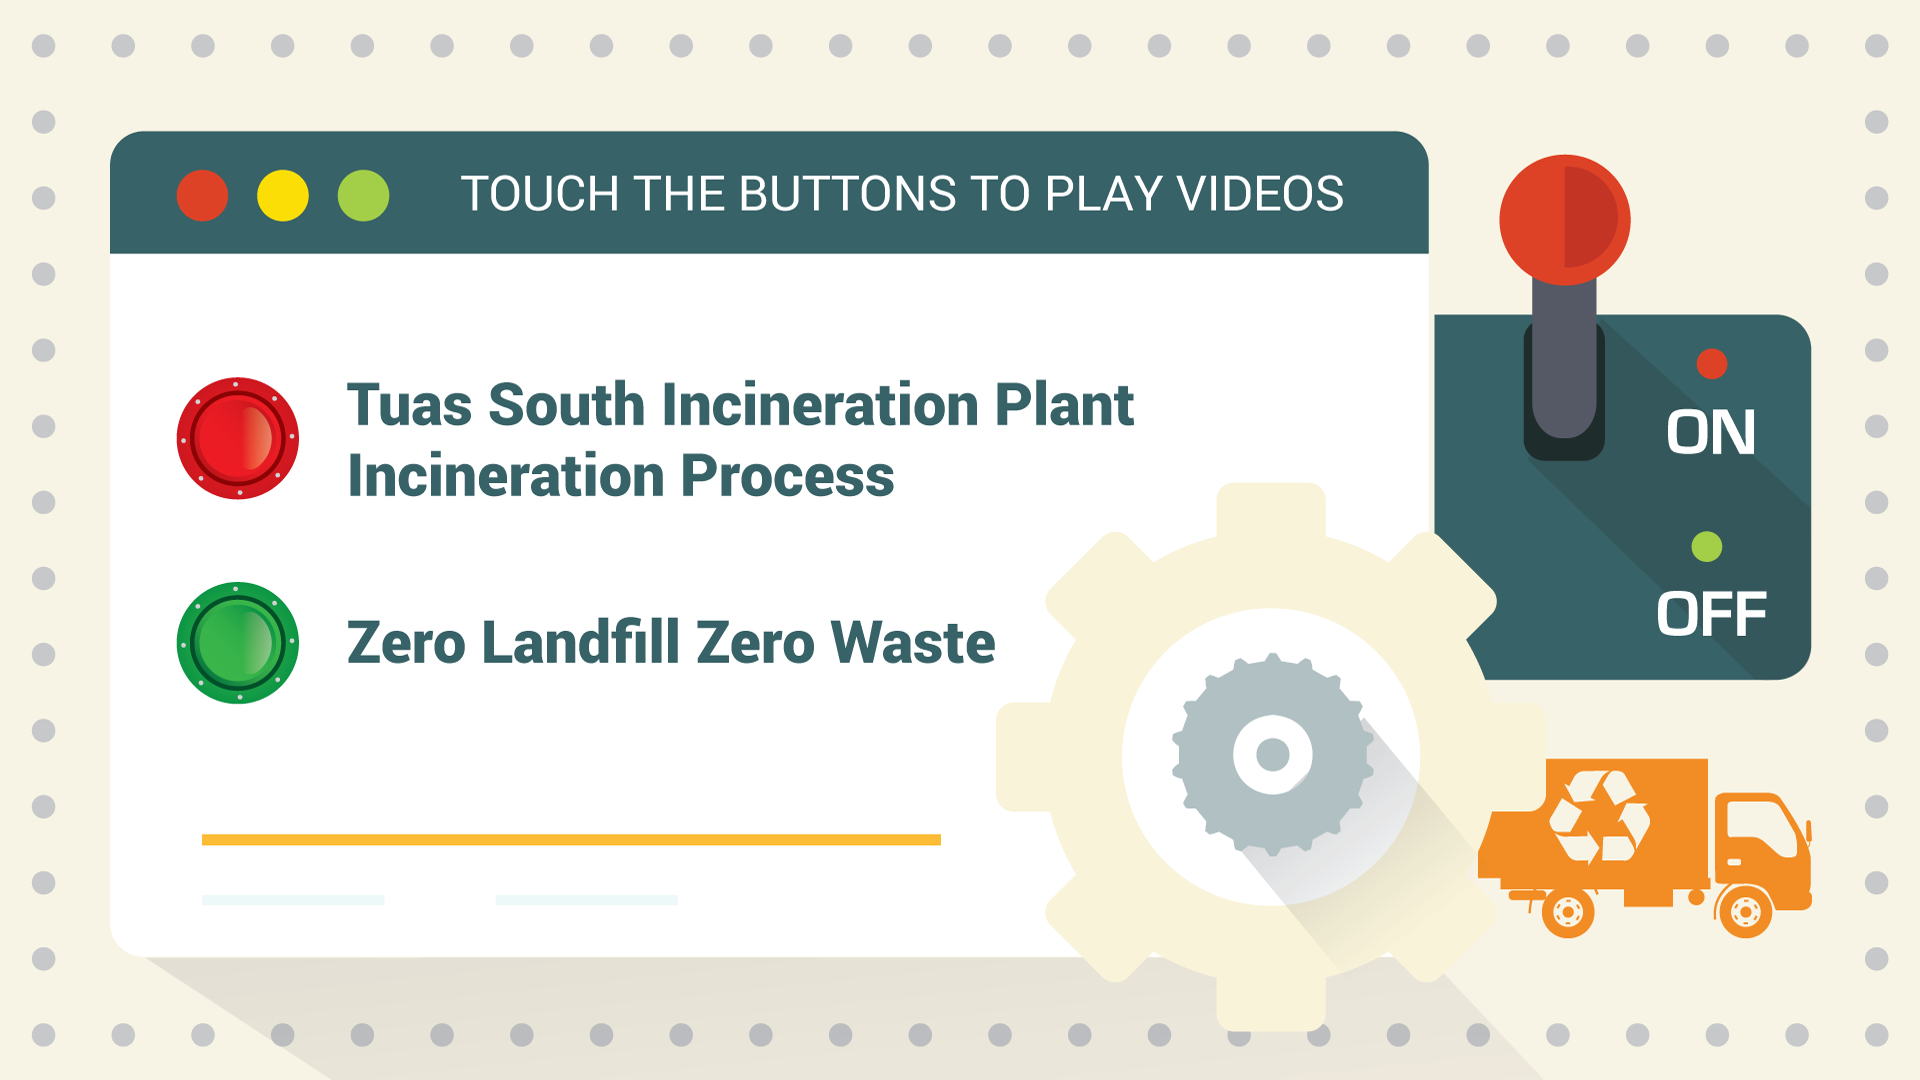 TOUCH THE BUTTONS TO PLAY VIDEOS
Tuas South Incineration Plant
Incineration Process
Zero Landfill Zero Waste
ON
OFF